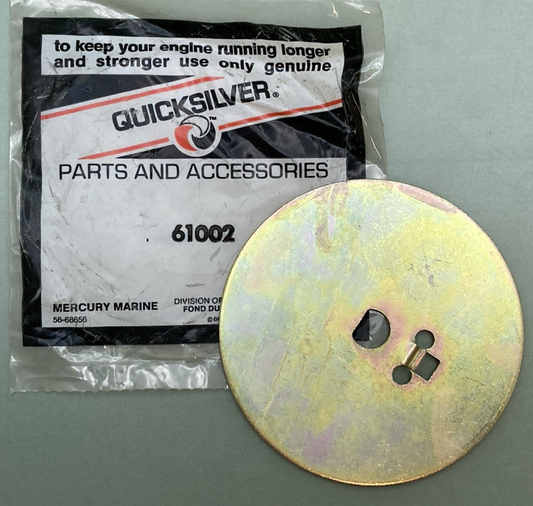 to keep your engine running longer
and stronger use only genuine
QUICKSILVER®
™
PARTS AND ACCESSORIES
61002
MERCURY MARINE
56-68656
DIVISION OF
FOND DU